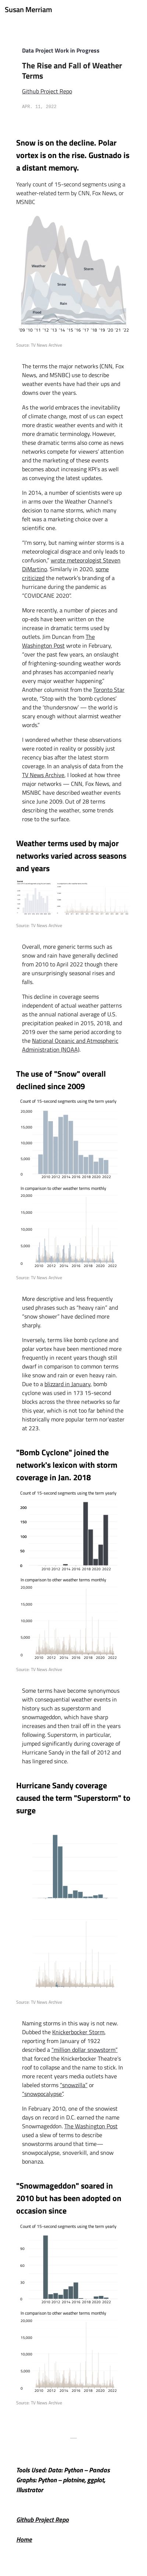 Susan Merriam
Data Project Work in Progress
The Rise and Fall of Weather
Terms
Github Project Repo
APR. 11, 2022
Snow is on the decline. Polar
vortex is on the rise. Gustnado is
a distant memory.
Yearly count of 15-second segments using a
weather-related term by CNN, Fox News, or
MSNBC
Weather
Storm
Snow
Rain
Flood
'09 '10 '11 '12 '13 '14 '15 '16 '17 '18 '19 '20 '21 '22
Source: TV News Archive
The terms the major networks (CNN, Fox
News, and MSNBC) use to describe
weather events have had their ups and
downs over the years.
As the world embraces the inevitability
of climate change, most of us can expect
more drastic weather events and with it
more dramatic terminology. However,
these dramatic terms also come as news
networks compete for viewers' attention
and the marketing of these events
becomes about increasing KPI's as well
as conveying the latest updates.
In 2014, a number of scientists were up
in arms over the Weather Channel's
decision to name storms, which many
felt was a marketing choice over a
scientific one.
"I'm sorry, but naming winter storms is a
meteorological disgrace and only leads to
confusion," wrote meteorologist Steven
DiMartino. Similarly in 2020, some
criticized the network's branding of a
hurricane during the pandemic as
"COVIDCANE 2020".
More recently, a number of pieces and
op-eds have been written on the
increase in dramatic terms used by
outlets. Jim Duncan from The
Washington Post wrote in February,
"over the past few years, an onslaught
of frightening-sounding weather words
and phrases has accompanied nearly
every major weather happening."
Another columnist from the Toronto Star
wrote, "Stop with the 'bomb cyclones'
and the 'thundersnow' — the world is
scary enough without alarmist weather
words."
I wondered whether these observations
were rooted in reality or possibly just
recency bias after the latest storm
coverage. In an analysis of data from the
TV News Archive, I looked at how three
major networks — CNN, Fox News, and
MSNBC have described weather events
since June 2009. Out of 28 terms
describing the weather, some trends
rose to the surface.
Weather terms used by major
networks varied across seasons
and years
Source: TV News Archive
Overall, more generic terms such as
storm and rain have generally declined
from 2010 to April 2022 though there
are unsurprisingly seasonal rises and
falls.
This decline in coverage seems
independent of actual weather patterns
as the annual national average of U.S.
precipitation peaked in 2015, 2018, and
2019 over the same period according to
the National Oceanic and Atmospheric
Administration (NOAA).
The use of "Snow" overall
declined since 2009
Count of 15-second segments using the term yearly
20,000
15,000
10,000
5,000
0
2010 2012 2014 2016 2018 2020 2022
In comparison to other weather terms monthly
20,000
15,000
10,000
5,000
0
2010 2012 2014 2016 2018 2020 2022
Source: TV News Archive
More descriptive and less frequently
used phrases such as "heavy rain" and
"snow shower" have declined more
sharply.
Inversely, terms like bomb cyclone and
polar vortex have been mentioned more
frequently in recent years though still
dwarf in comparison to common terms
like snow and rain or even heavy rain.
Due to a blizzard in January, bomb
cyclone was used in 173 15-second
blocks across the three networks so far
this year, which is not too far behind the
historically more popular term nor'easter
at 223.
"Bomb Cyclone" joined the
network's lexicon with storm
coverage in Jan. 2018
Count of 15-second segments using the term yearly
200
150
100
50
0
2010 2012 2014 2016 2018 2020 2022
In comparison to other weather terms monthly
20,000
15,000
10,000
5,000
0
2010 2012 2014 2016 2018 2020 2022
Source: TV News Archive
Some terms have become synonymous
with consequential weather events in
history such as superstorm and
snowmageddon, which have sharp
increases and then trail off in the years
following. Superstorm, in particular,
jumped significantly during coverage of
Hurricane Sandy in the fall of 2012 and
has lingered since.
Hurricane Sandy coverage
caused the term "Superstorm" to
surge
Source: TV News Archive
Naming storms in this way is not new.
Dubbed the Knickerbocker Storm,
reporting from January of 1922
described a "million dollar snowstorm"
that forced the Knickerbocker Theatre's
roof to collapse and the name to stick. In
more recent years media outlets have
labeled storms "snowzilla" or
"snowpocalypse".
In February 2010, one of the snowiest
days on record in D.C. earned the name
Snowmageddon. The Washington Post
used a slew of terms to describe
snowstorms around that time—
snowpocalypse, snoverkill, and snow
bonanza.
"Snowmageddon" soared in
2010 but has been adopted on
occasion since
Count of 15-second segments using the term yearly
90
60
30
0
2010 2012 2014 2016 2018 2020 2022
In comparison to other weather terms monthly
20,000
15,000
10,000
5,000
0
2010 2012 2014 2016 2018 2020 2022
Source: TV News Archive
Tools Used: Data: Python – Pandas
Graphs: Python – plotnine, ggplot,
Illustrator
Github Project Repo
Home